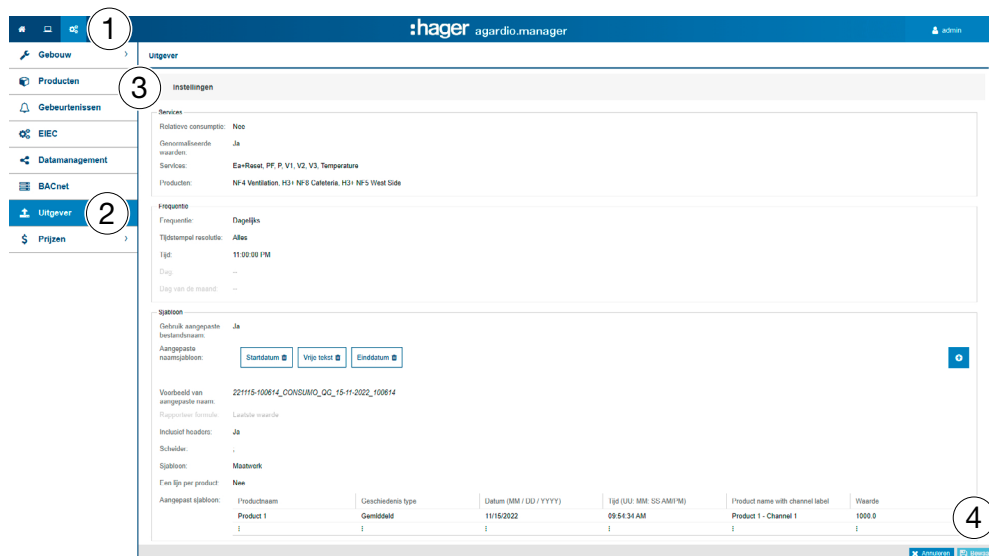 1
:hager agardio.manager
admin
Gebouw
Producten
Gebeurtenissen
EIEC
Datamanagement
BACnet
Uitgever
2
Prijzen
Uitgever
3
Instellingen
Services
Relatieve consumptie: Nee
Genormaliseerde waarden: Ja
Services: Ea+Reset, PF, P, V1, V2, V3, Temperature
Producten: NF4 Ventilation, H3+ NF8 Cafeteria, H3+ NF5 West Side
Frequentie
Frequentie: Dagelijks
Tijdstempel resolutie: Alles
Tijd: 11:00:00 PM
Dag: --
Dag van de maand: --
Sjabloon
Gebruik aangepaste bestandsnaam: Ja
Aangepaste naamsjabloon: Startdatum Vrije tekst Einddatum
Voorbeeld van aangepaste naam: 221115-100614_CONSUMO_QG_15-11-2022_100614
Rapporteer formaie: Laatste waarde
Inclusief headers: Ja
Scheider: ,
Sjabloon: Maatwerk
Een lijn per product: Nee
Aangepast sjabloon: Productnaam Geschiedenis type Datum (MM / DD / YYYY) Tijd (UU: MM: SS AM/PM) Product name with channel label Waarde
Product 1 Gemiddeld 11/15/2022 09:54:34 AM Product 1 - Channel 1 1000.0
4
Annuleren